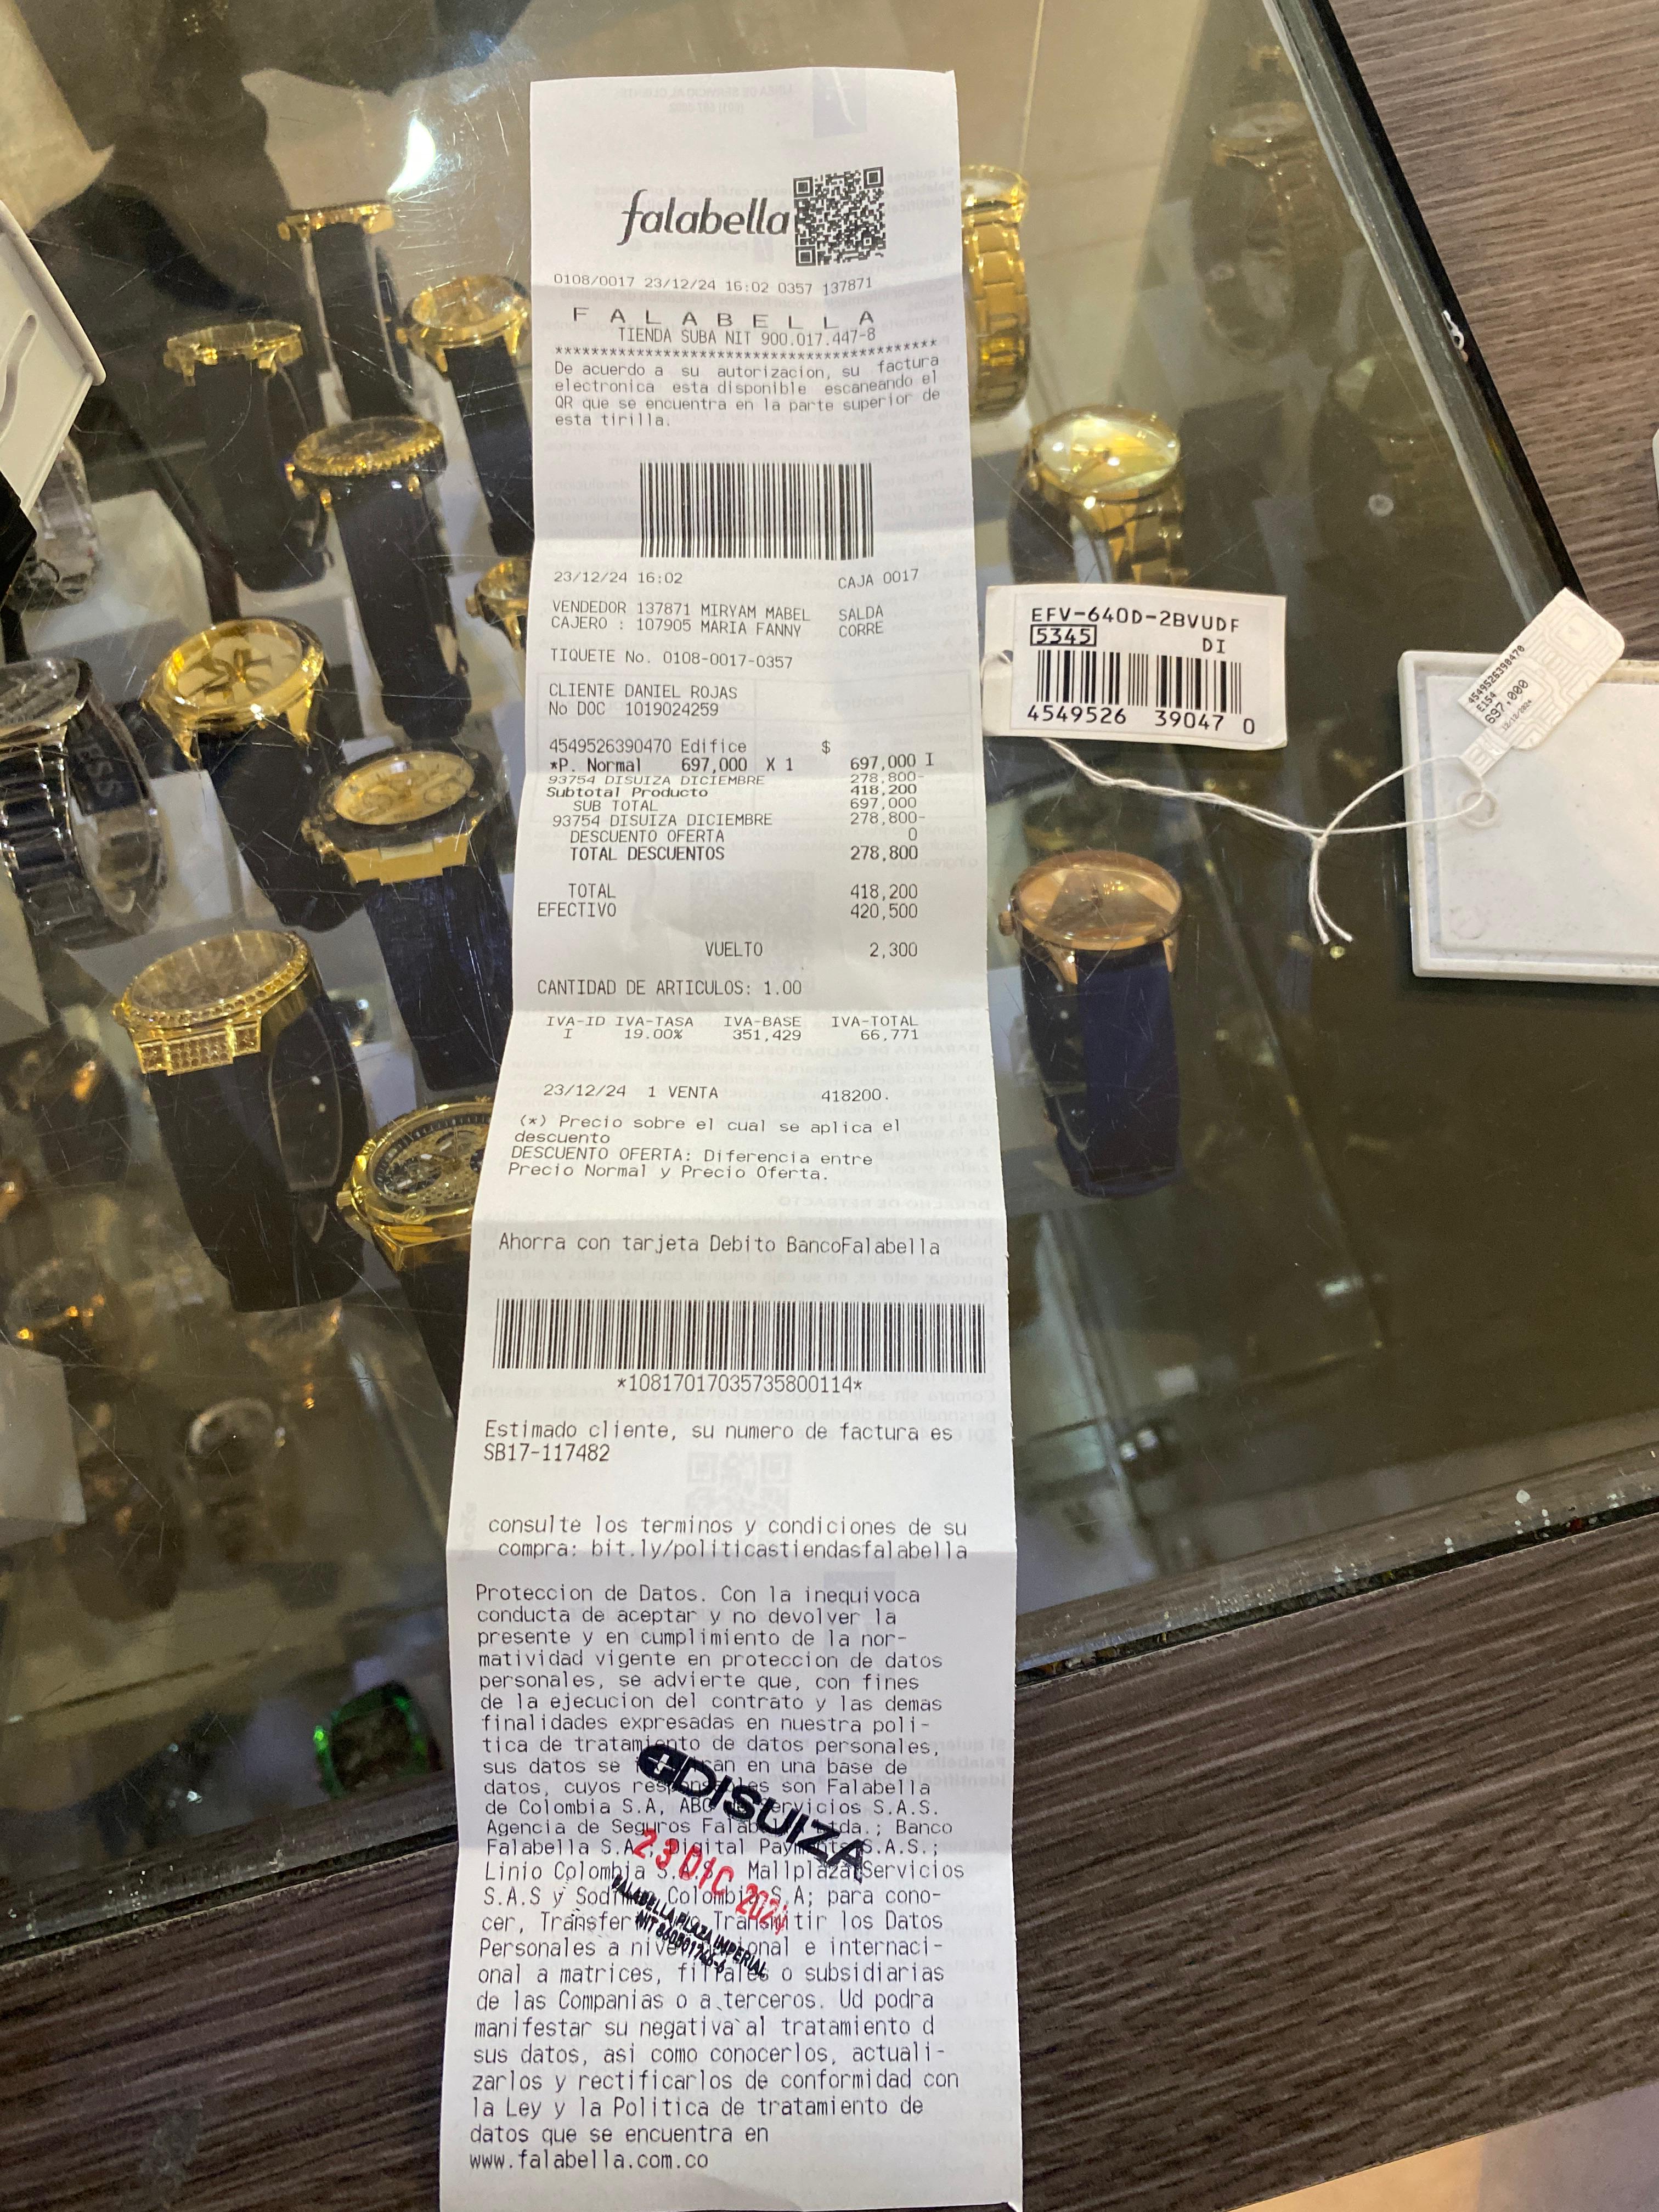 falabella
0108/0017 23/12/24 16:02 0357 137871
F A L A B E L L A
TIENDA SUBA NIT 900.017.447-8
******************************************
De acuerdo a su autorizacion, su factura
electronica esta disponible escaneando el
QR que se encuentra en la parte superior de
esta tirilla.
23/12/24 16:02 CAJA 0017
VENDEDOR 137871 MIRYAM MABEL SALDA
CAJERO : 107905 MARIA FANNY CORRE
TIQUETE No. 0108-0017-0357
CLIENTE DANIEL ROJAS
No DOC 1019024259
4549526390470 Edifice $
*P. Normal 697,000 X 1 697,000 I
93754 DISUIZA DICIEMBRE 278,800-
Subtotal Producto 418,200
SUB TOTAL 697,000
93754 DISUIZA DICIEMBRE 278,800-
DESCUENTO OFERTA 0
TOTAL DESCUENTOS 278,800
TOTAL 418,200
EFECTIVO 420,500
VUELTO 2,300
CANTIDAD DE ARTICULOS: 1.00
IVA-ID IVA-TASA IVA-BASE IVA-TOTAL
I 19.00% 351,429 66,771
23/12/24 1 VENTA 418200.
(*) Precio sobre el cual se aplica el
descuento
DESCUENTO OFERTA: Diferencia entre
Precio Normal y Precio Oferta.
Ahorra con tarjeta Debito BancoFalabella
*10817017035735800114*
Estimado cliente, su numero de factura es
SB17-117482
consulte los terminos y condiciones de su
compra: bit.ly/politicastiendasfalabella
Proteccion de Datos. Con la inequivoca
conducta de aceptar y no devolver la
presente y en cumplimiento de la nor-
matividad vigente en proteccion de datos
personales, se advierte que, con fines
de la ejecucion del contrato y las demas
finalidades expresadas en nuestra poli-
tica de tratamiento de datos personales,
sus datos se an en una base de
datos, cuyos responsables son Falabella
de Colombia S.A, ABC de Servicios S.A.S.
Agencia de Seguros Falabella Ltda.; Banco
Falabella S.A.; Digital Payments S.A.S.;
Linio Colombia S.A.S.; Mallplaza Servicios
S.A.S y Sodimac Colombia S.A; para cono-
cer, Transferir y/o Transmitir los Datos
Personales a nivel nacional e internaci-
onal a matrices, filiales o subsidiarias
de las Companias o a terceros. Ud podra
manifestar su negativa al tratamiento d
sus datos, asi como conocerlos, actuali-
zarlos y rectificarlos de conformidad con
la Ley y la Politica de tratamiento de
datos que se encuentra en
www.falabella.com.co
DISUIZA
23 DIC 2024
FALABELLA PLAZA IMPERIAL
EFV-640D-2BVUDF
5345 DI
4549526 39047 0
4549526390470
E154
697,000